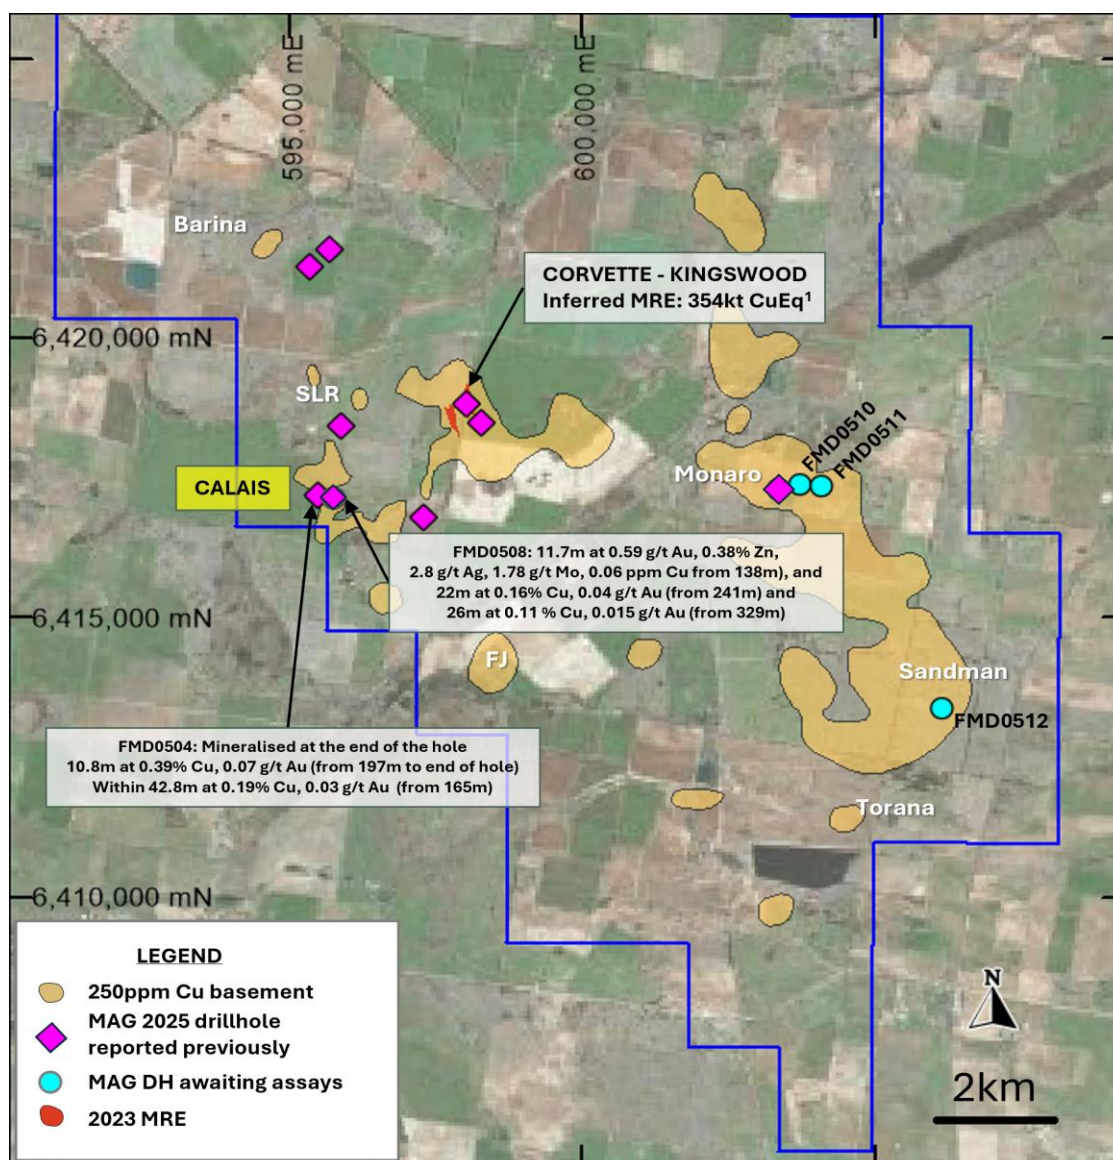 595,000 mE
600,000 mE
Barina
CORVETTE - KINGSWOOD
Inferred MRE: 354kt CuEq¹
6,420,000 mN
SLR
CALAIS
Monaro
FMD0510
FMD0511
FMD0508: 11.7m at 0.59 g/t Au, 0.38% Zn,
2.8 g/t Ag, 1.78 g/t Mo, 0.06 ppm Cu from 138m), and
22m at 0.16% Cu, 0.04 g/t Au (from 241m) and
26m at 0.11 % Cu, 0.015 g/t Au (from 329m)
6,415,000 mN
FJ
Sandman
FMD0512
FMD0504: Mineralised at the end of the hole
10.8m at 0.39% Cu, 0.07 g/t Au (from 197m to end of hole)
Within 42.8m at 0.19% Cu, 0.03 g/t Au (from 165m)
Torana
6,410,000 mN
LEGEND
250ppm Cu basement
MAG 2025 drillhole
reported previously
MAG DH awaiting assays
2023 MRE
N
2km